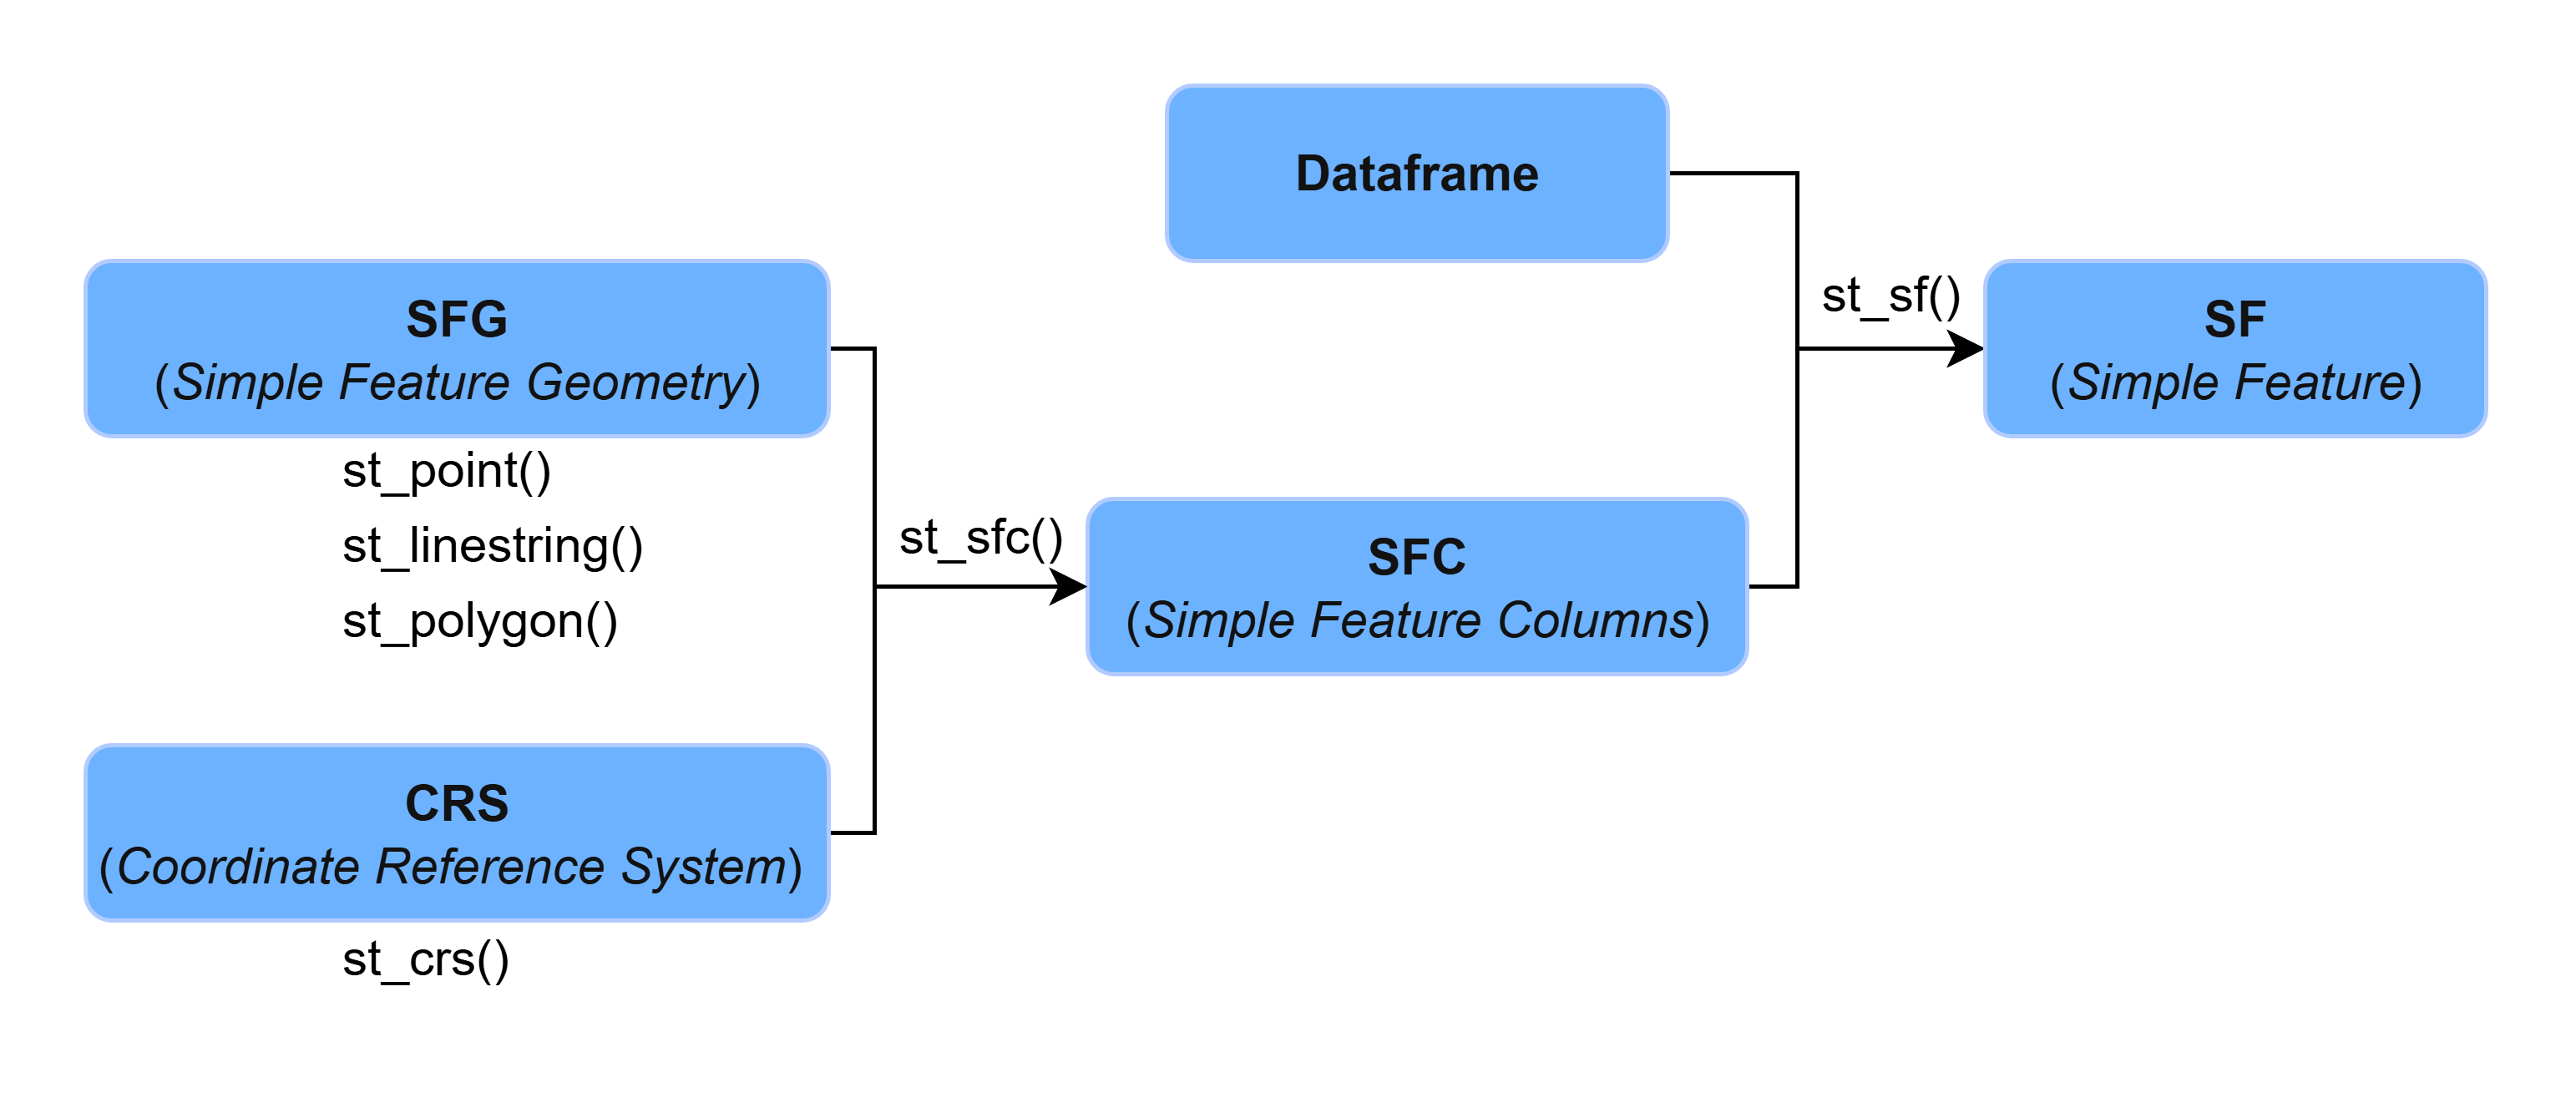 Dataframe
SFG
(Simple Feature Geometry)
st_point()
st_linestring()
st_polygon()
CRS
(Coordinate Reference System)
st_crs()
st_sfc()
SFC
(Simple Feature Columns)
st_sf()
SF
(Simple Feature)